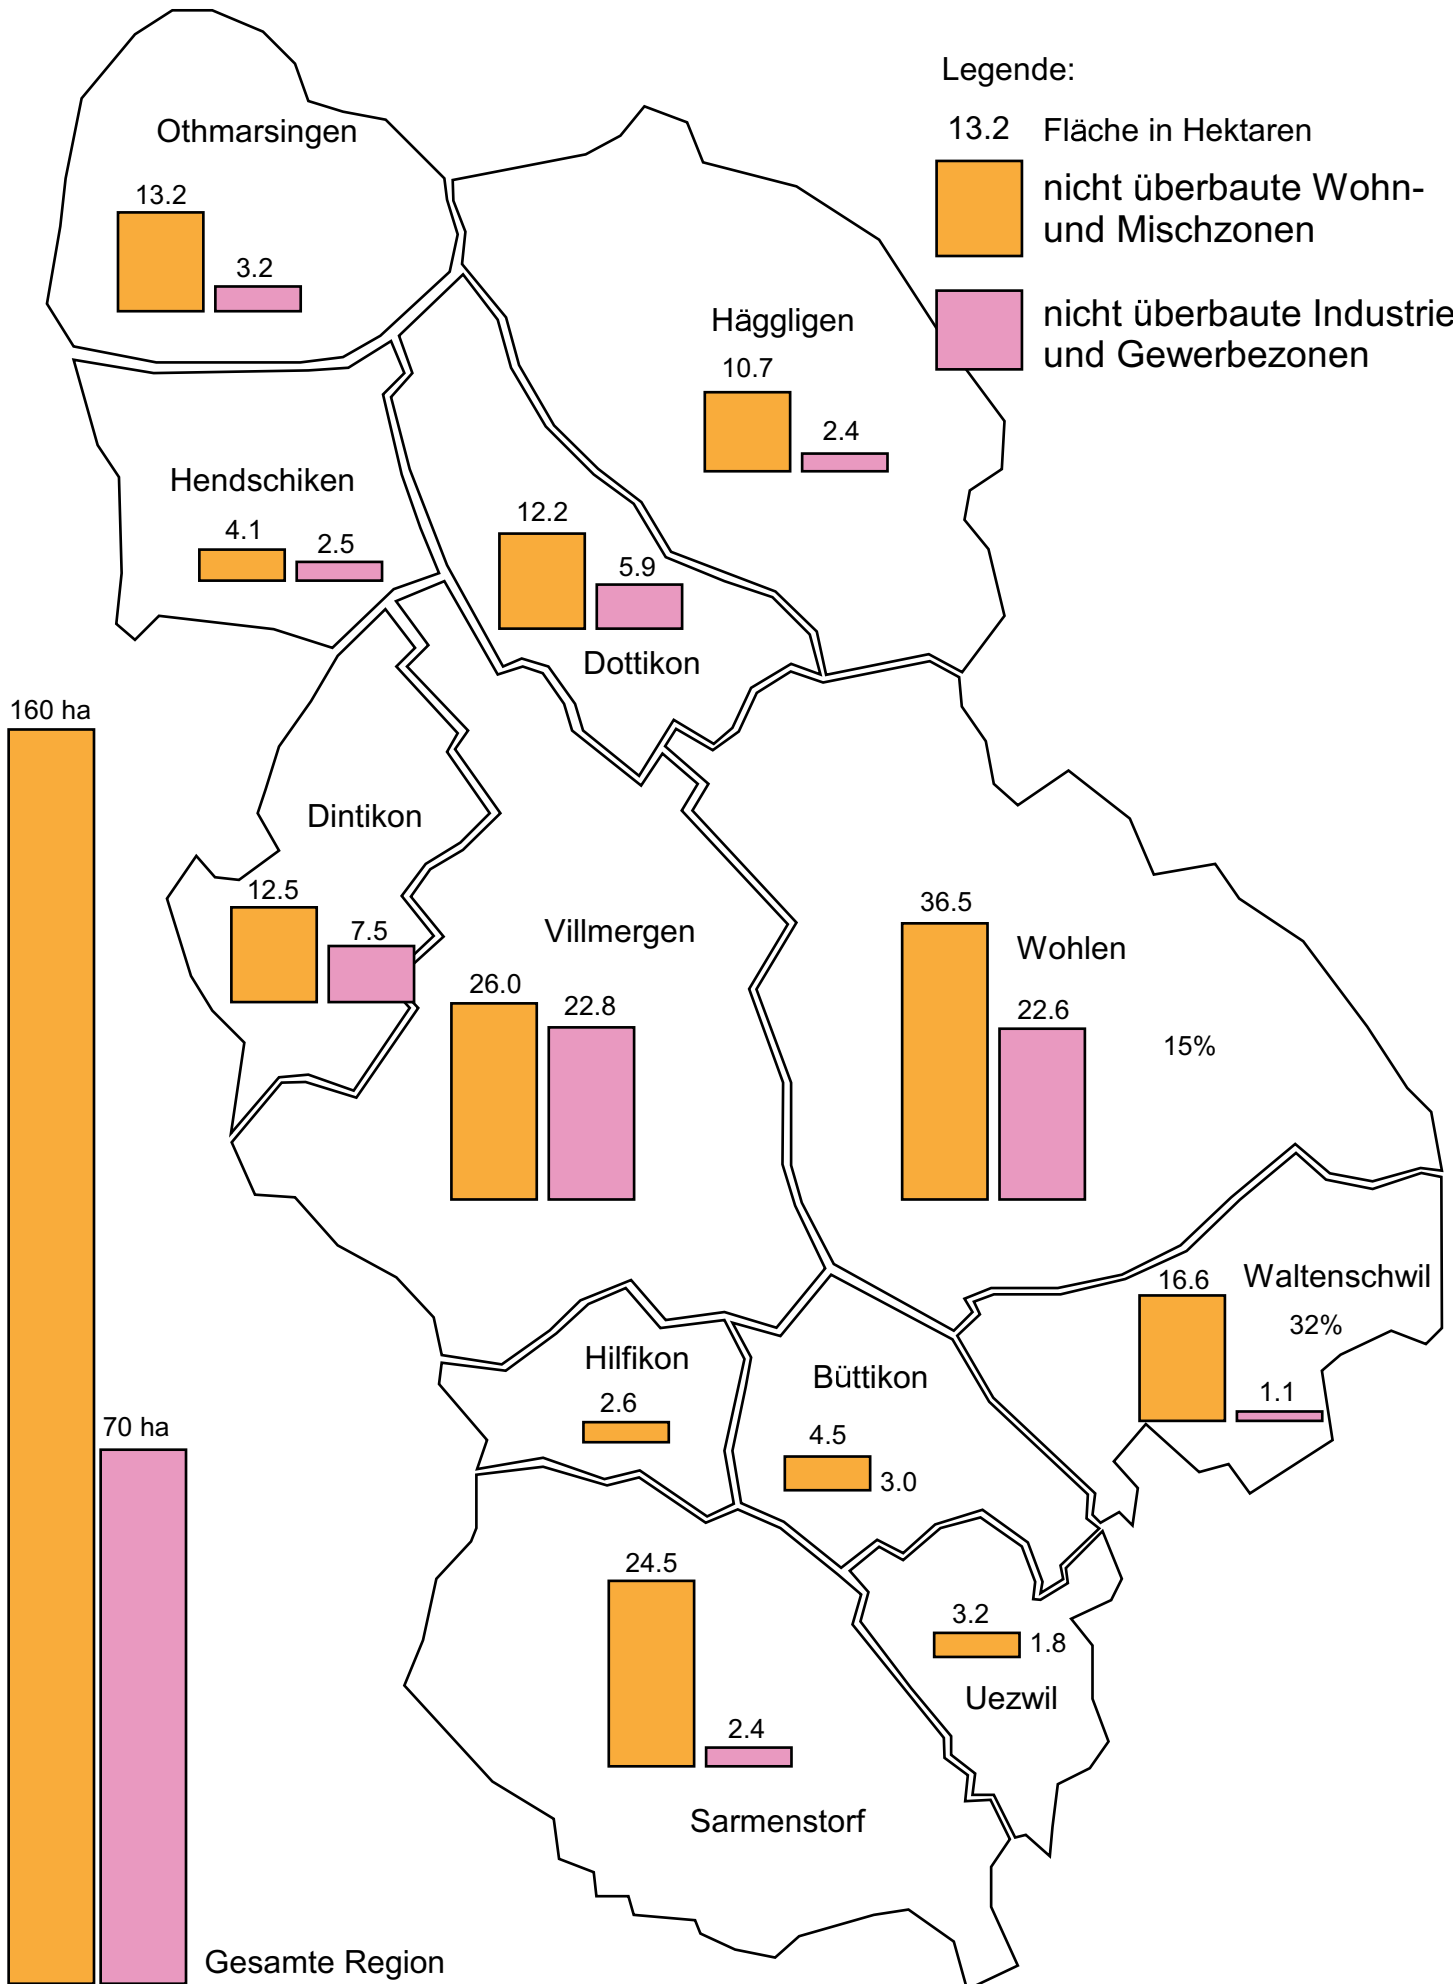 Legende:
13.2 Fläche in Hektaren
nicht überbaute Wohn-
und Mischzonen
nicht überbaute Industrie
und Gewerbezonen
Othmarsingen
13.2
3.2
Häggligen
10.7
2.4
Hendschiken
4.1
2.5
12.2
5.9
Dottikon
160 ha
70 ha
Gesamte Region
Dintikon
12.5
7.5
Villmergen
26.0
22.8
36.5
Wohlen
22.6
15%
Waltenschwil
16.6
32%
1.1
Hilfikon
2.6
Büttikon
4.5
3.0
24.5
2.4
Sarmenstorf
3.2
1.8
Uezwil